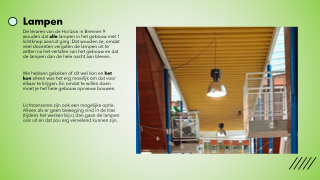 Lampen
De leraren van de Horizon is Brenner 9
wouden dat alle lampen in het gebouw met 1
lichtknop aan/uit ging. Dat wouden ze, omdat
veel docenten vergaten de lampen uit te
zetten na het verlaten van het gebouw en dat
de lampen dan de hele nacht aan bleven.
We hebben gekeken of dit wel kon en het
kon alleen was het erg moeilijk om dat voor
elkaar te krijgen. En omdat te willen doen
moet je het hele gebouw opnieuw bouwen.
Lichtsensoren zijn ook een mogelijke optie.
Alleen als er geen beweging vind in de klas
(tijdens het werken bijv.) dan gaan de lampen
ook uit en dat zou erg vervelend kunnen zijn.